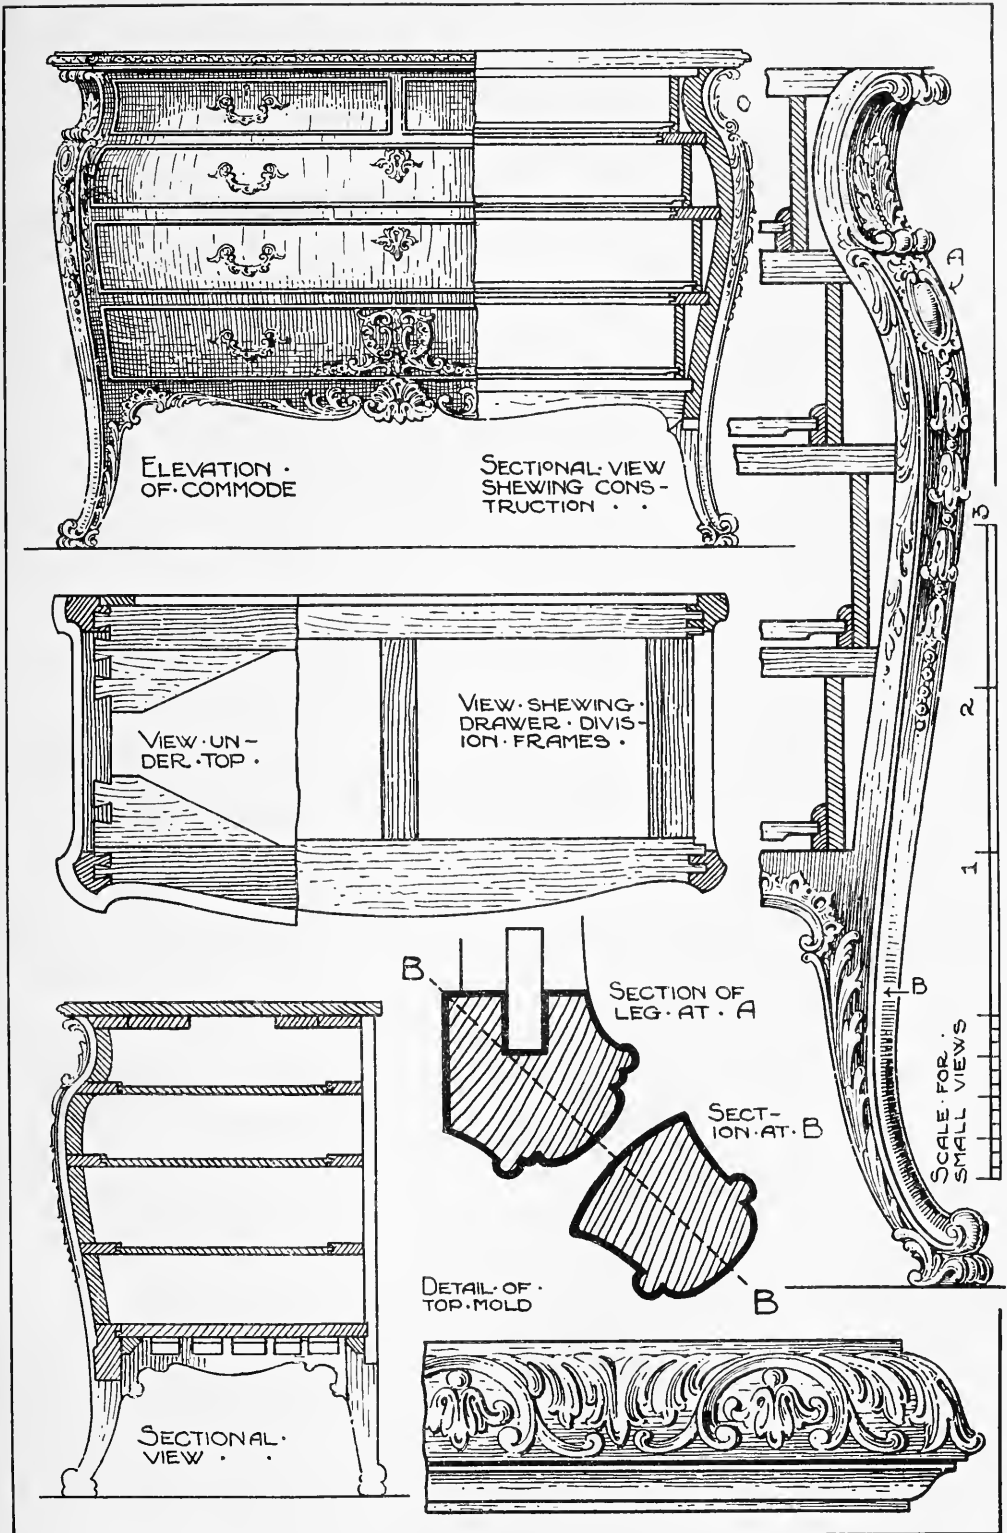 ELEVATION ·
OF · COMMODE
SECTIONAL · VIEW
SHEWING CONS-
TRUCTION · ·
A
3
VIEW · UN-
DER · TOP ·
VIEW · SHEWING ·
DRAWER · DIVIS-
ION · FRAMES ·
2
1
B
SECTION OF
LEG · AT · A
B
SECT-
ION · AT · B
SCALE · FOR ·
SMALL VIEWS
DETAIL · OF ·
TOP · MOLD
B
SECTIONAL ·
VIEW · ·